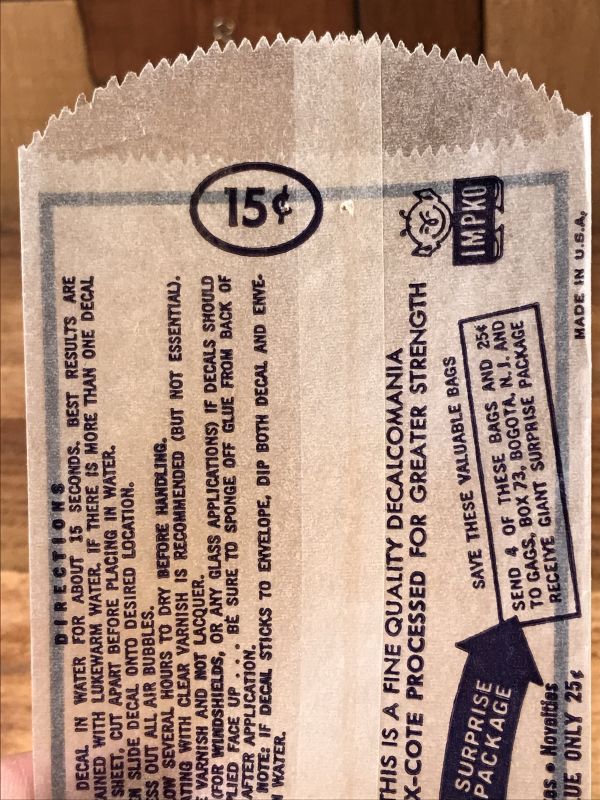 15¢
DIRECTIONS
DECAL IN WATER FOR ABOUT 15 SECONDS. BEST RESULTS ARE
AINED WITH LUKEWARM WATER. IF THERE IS MORE THAN ONE DECAL
SHEET, CUT APART BEFORE PLACING IN WATER.
N SLIDE DECAL ONTO DESIRED LOCATION.
SS OUT ALL AIR BUBBLES.
OW SEVERAL HOURS TO DRY BEFORE HANDLING.
TING WITH CLEAR VARNISH IS RECOMMENDED (BUT NOT ESSENTIAL).
VARNISH AND NOT LACQUER.
(FOR WINDSHIELDS, OR ANY GLASS APPLICATIONS) IF DECALS SHOULD
PLIED FACE UP . . . BE SURE TO SPONGE OFF GLUE FROM BACK OF
AFTER APPLICATION.
NOTE: IF DECAL STICKS TO ENVELOPE, DIP BOTH DECAL AND ENVE-
N WATER.
THIS IS A FINE QUALITY DECALCOMANIA
X-COTE PROCESSED FOR GREATER STRENGTH
IMPKO
SAVE THESE VALUABLE BAGS
SEND 4 OF THESE BAGS AND 25¢
TO GAGS, BOX 73, BOGOTA, N.J. AND
RECEIVE GIANT SURPRISE PACKAGE
SURPRISE
PACKAGE
es • Novelties
UE ONLY 25¢
MADE IN U.S.A.